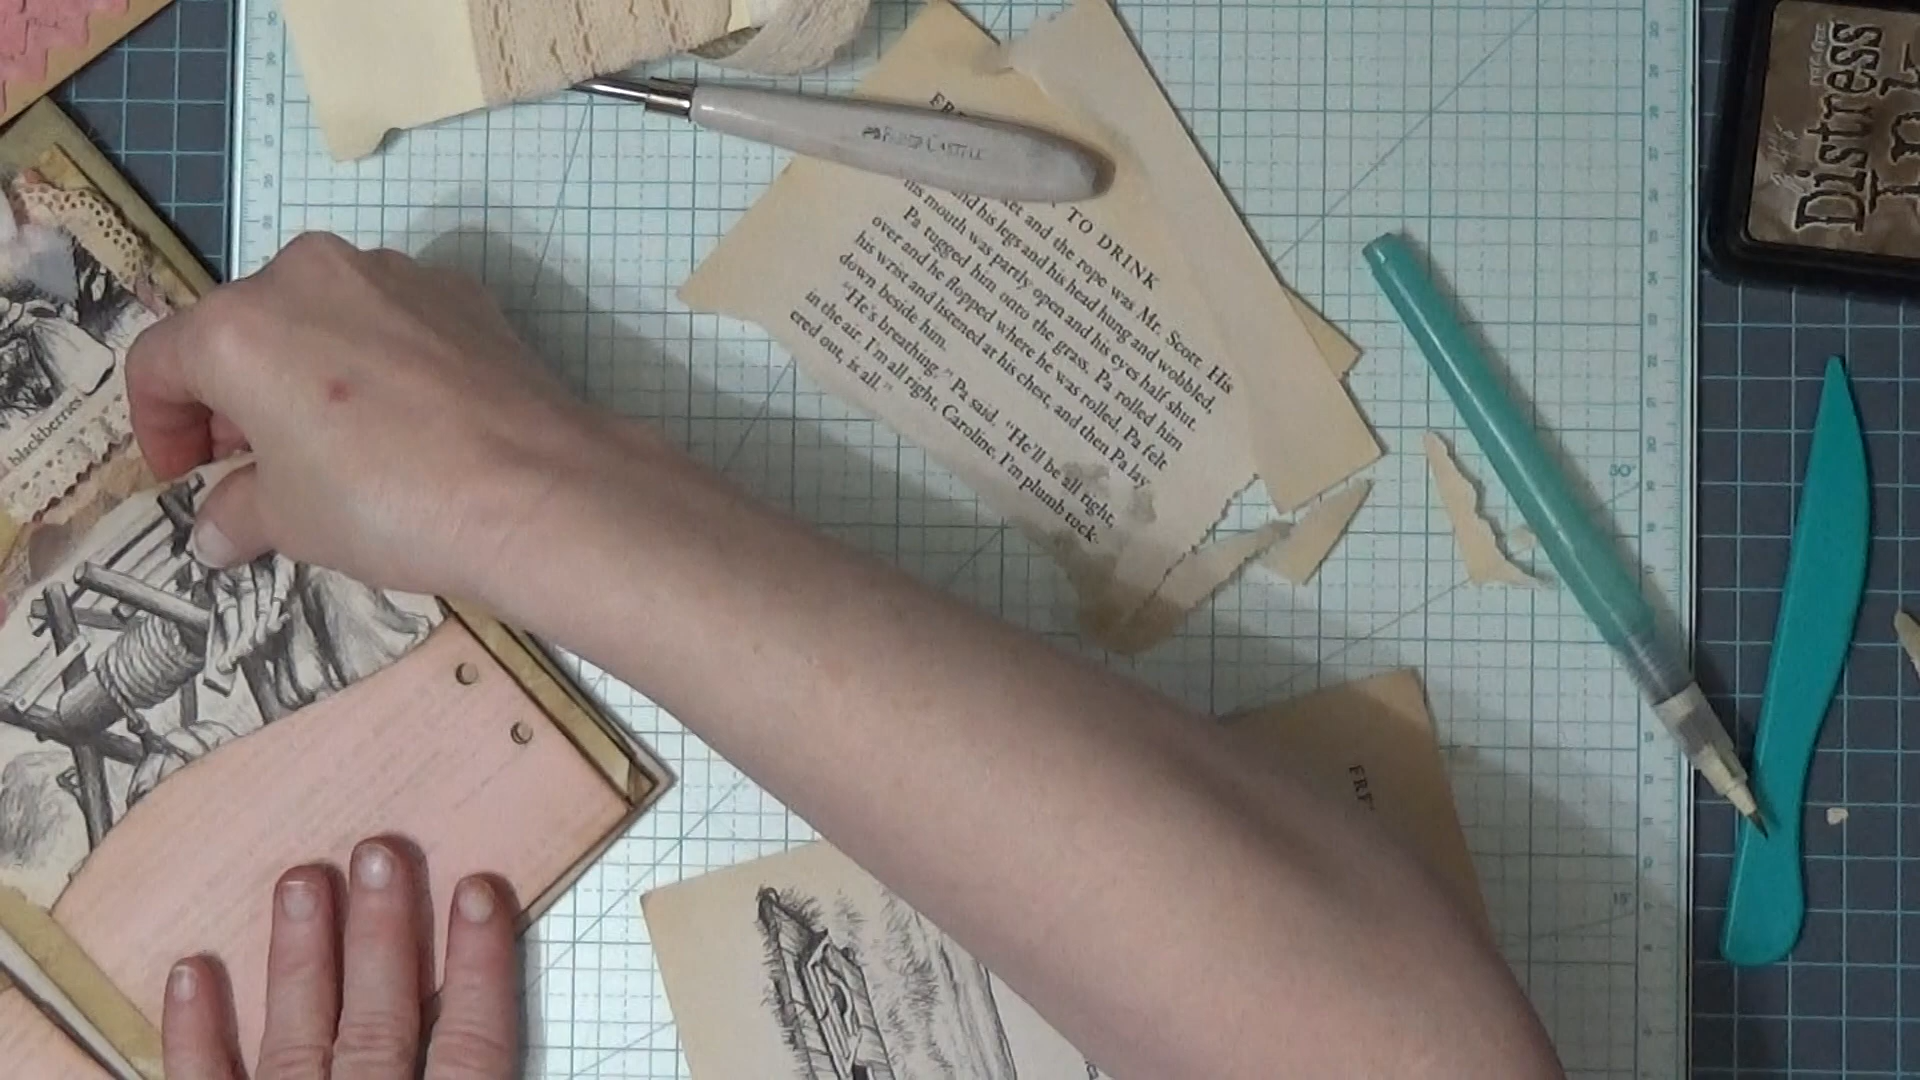 blackberries
FABER CASTELL
TO DRINK
and the rope was Mr. Scott. His
and his legs and his head hung and wobbled,
his mouth was partly open and his eyes half shut.
Pa tugged him onto the grass. Pa rolled him
over and he flopped where he was rolled. Pa felt
his wrist and listened at his chest, and then Pa lay
down beside him.
"He's breathing," Pa said. "He'll be all right,
in the air. I'm all right, Caroline. I'm plumb tuck-
ered out, is all."
Distress
Ink
30°
15°